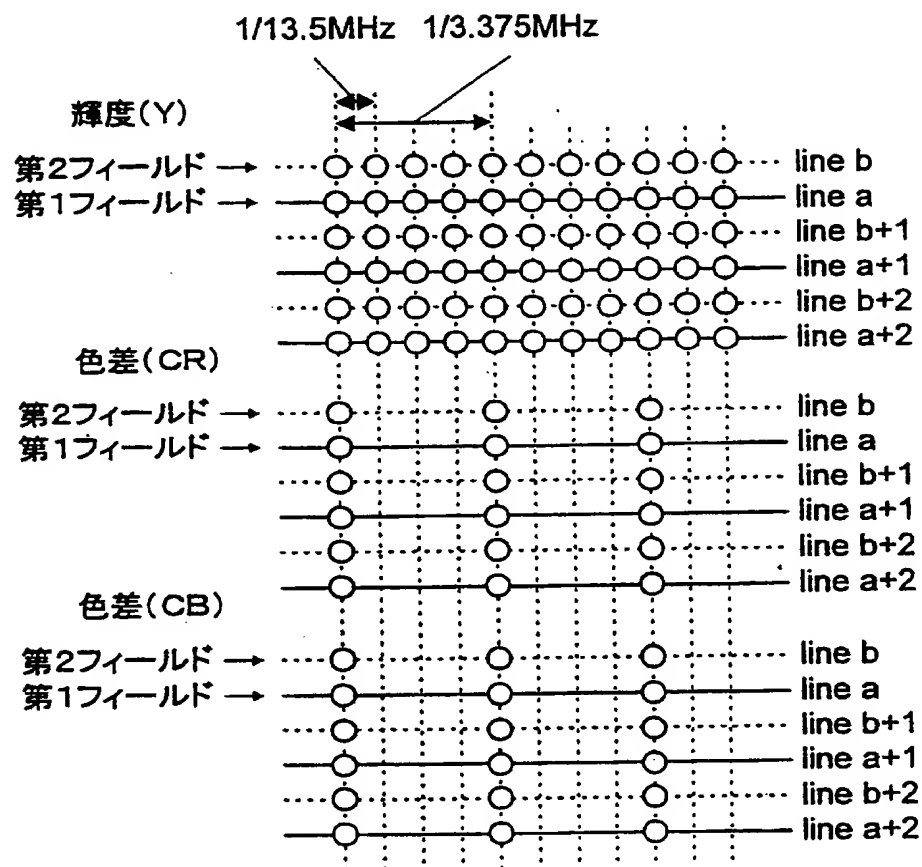 1/13.5MHz 1/3.375MHz
輝度(Y)
第2フィールド → line b
第1フィールド → line a
line b+1
line a+1
line b+2
line a+2
色差(CR)
第2フィールド → line b
第1フィールド → line a
line b+1
line a+1
line b+2
line a+2
色差(CB)
第2フィールド → line b
第1フィールド → line a
line b+1
line a+1
line b+2
line a+2